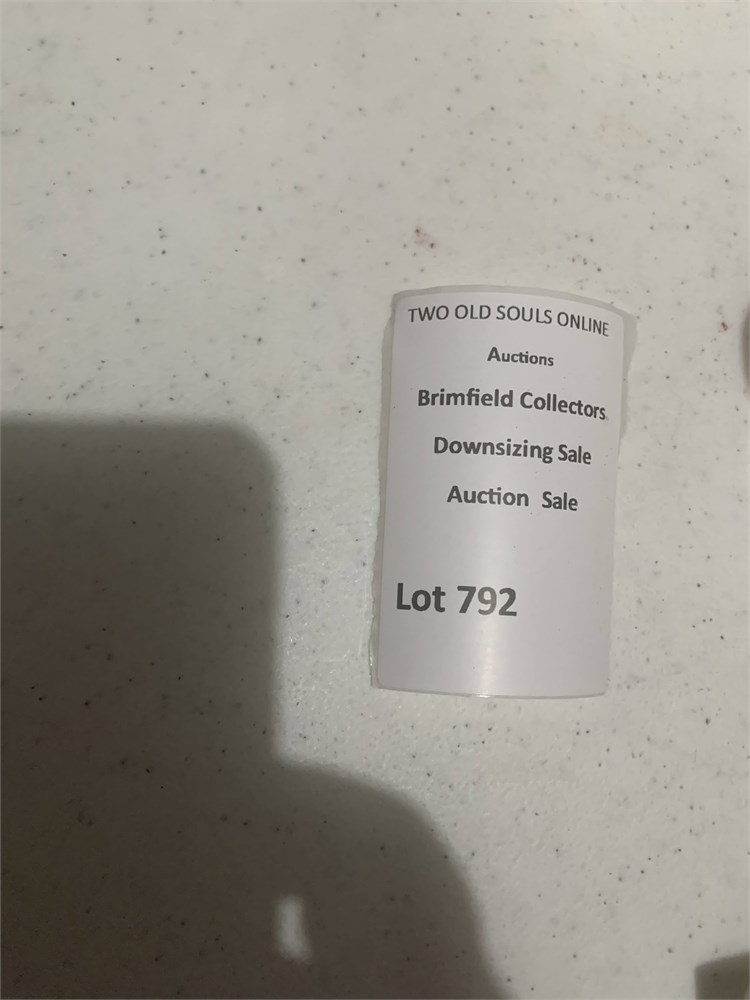 TWO OLD SOULS ONLINE
Auctions
Brimfield Collectors
Downsizing Sale
Auction Sale
Lot 792